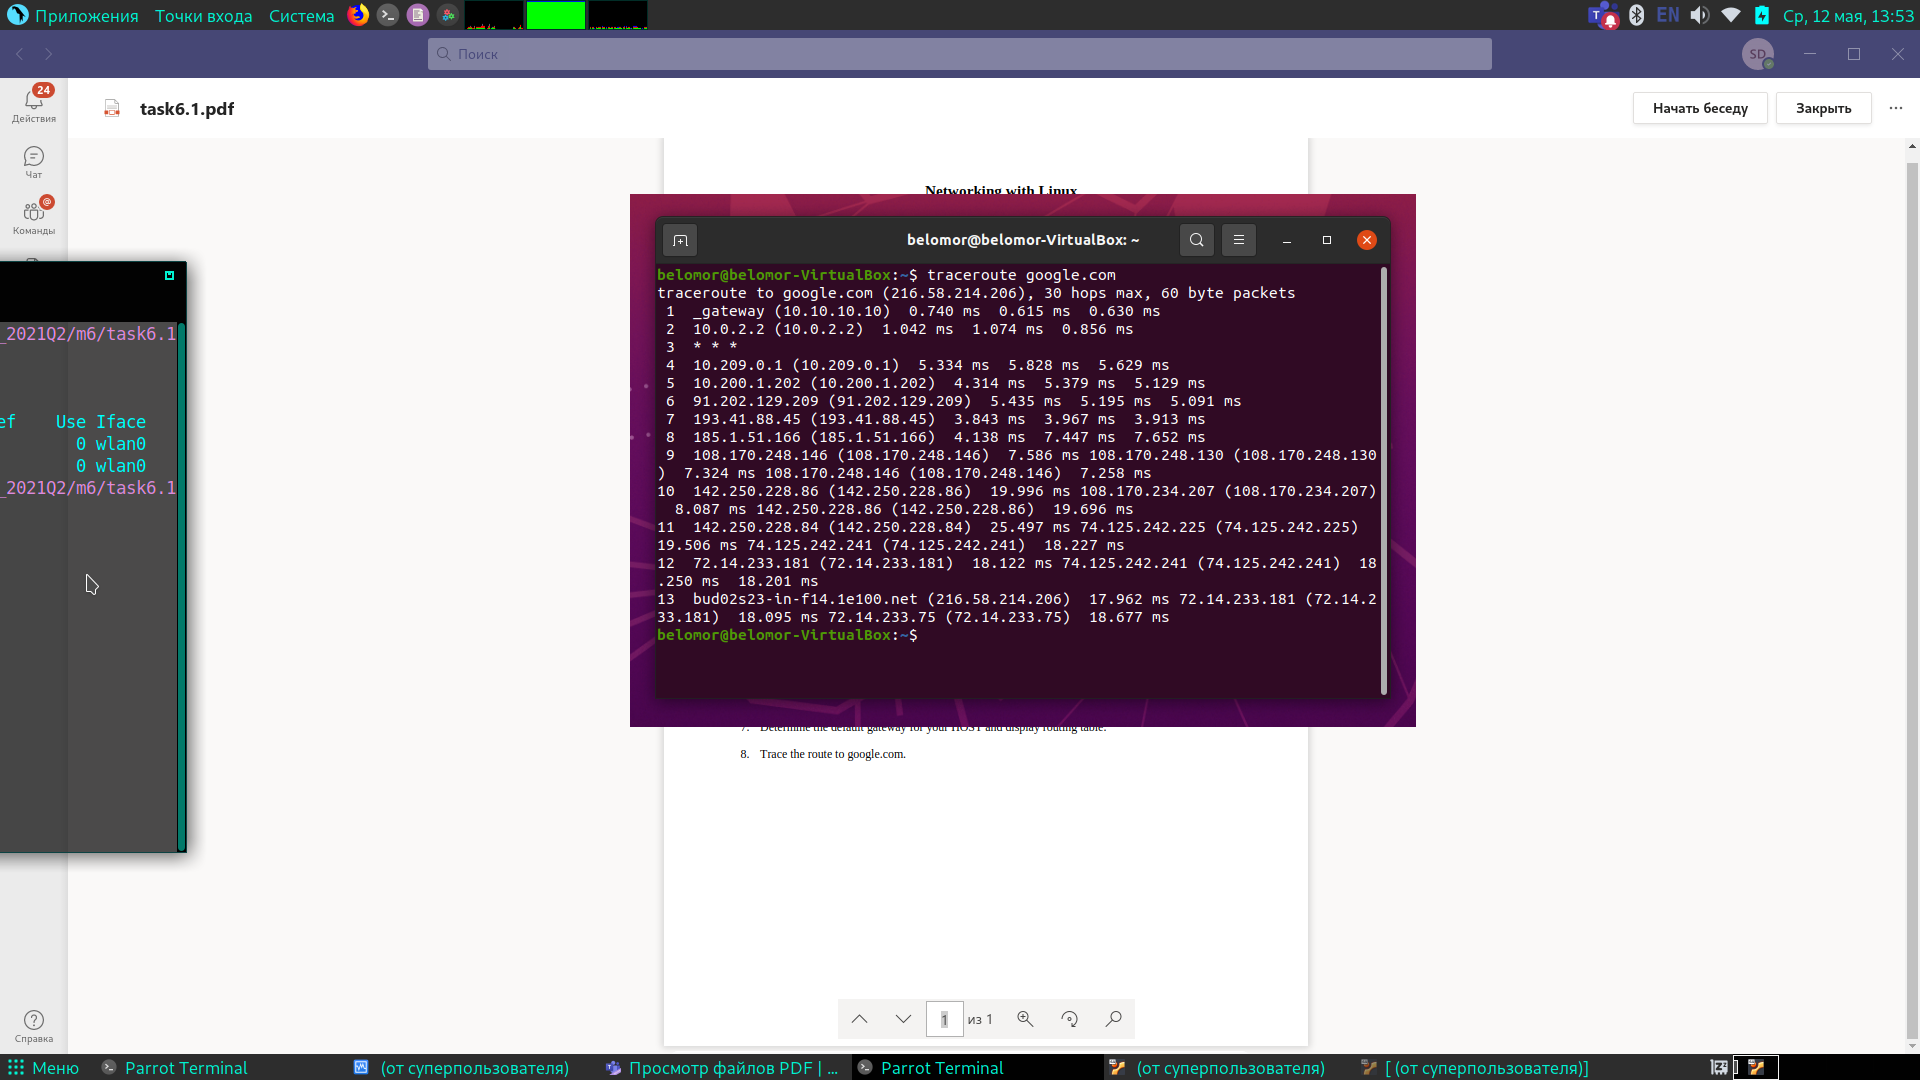 Приложения Точки входа Система EN Ср, 12 мая, 13:53
Поиск SD
24
Действия
task6.1.pdf Начать беседу Закрыть
Чат
@
Команды
Networking with Linux
belomor@belomor-VirtualBox: ~
belomor@belomor-VirtualBox:~$ traceroute google.com
traceroute to google.com (216.58.214.206), 30 hops max, 60 byte packets
 1  _gateway (10.10.10.10)  0.740 ms  0.615 ms  0.630 ms
 2  10.0.2.2 (10.0.2.2)  1.042 ms  1.074 ms  0.856 ms
 3  * * *
 4  10.209.0.1 (10.209.0.1)  5.334 ms  5.828 ms  5.629 ms
 5  10.200.1.202 (10.200.1.202)  4.314 ms  5.379 ms  5.129 ms
 6  91.202.129.209 (91.202.129.209)  5.435 ms  5.195 ms  5.091 ms
 7  193.41.88.45 (193.41.88.45)  3.843 ms  3.967 ms  3.913 ms
 8  185.1.51.166 (185.1.51.166)  4.138 ms  7.447 ms  7.652 ms
 9  108.170.248.146 (108.170.248.146)  7.586 ms 108.170.248.130 (108.170.248.130
)  7.324 ms 108.170.248.146 (108.170.248.146)  7.258 ms
10  142.250.228.86 (142.250.228.86)  19.996 ms 108.170.234.207 (108.170.234.207)
  8.087 ms 142.250.228.86 (142.250.228.86)  19.696 ms
11  142.250.228.84 (142.250.228.84)  25.497 ms 74.125.242.225 (74.125.242.225)
19.506 ms 74.125.242.241 (74.125.242.241)  18.227 ms
12  72.14.233.181 (72.14.233.181)  18.122 ms 74.125.242.241 (74.125.242.241)  18
.250 ms  18.201 ms
13  bud02s23-in-f14.1e100.net (216.58.214.206)  17.962 ms 72.14.233.181 (72.14.2
33.181)  18.095 ms 72.14.233.75 (72.14.233.75)  18.677 ms
belomor@belomor-VirtualBox:~$
_2021Q2/m6/task6.1
ef    Use Iface
0 wlan0
0 wlan0
_2021Q2/m6/task6.1
7. Determine the default gateway for your HOST and display routing table.
8. Trace the route to google.com.
1 из 1
Справка
Меню Parrot Terminal (от суперпользователя) Просмотр файлов PDF | ... Parrot Terminal (от суперпользователя) [ (от суперпользователя)]